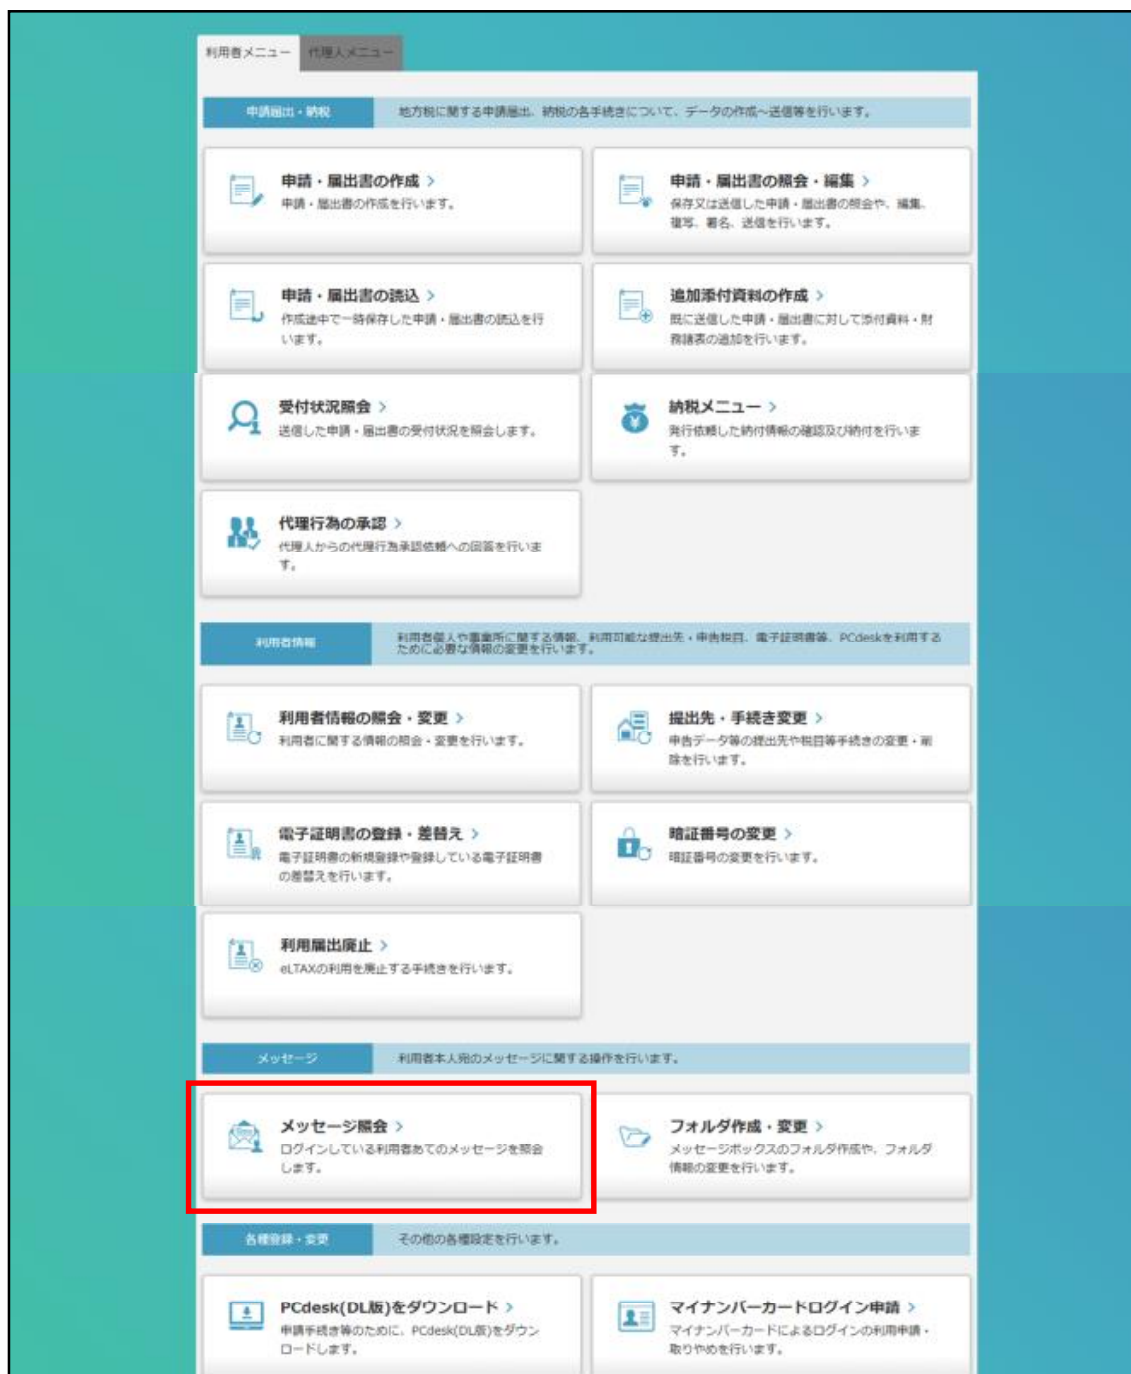 利用者メニュー
代理人メニュー
申請届出・納税
地方税に関する申請届出、納税の各手続きについて、データの作成～送信等を行います。
申請・届出書の作成 >
申請・届出書の作成を行います。
申請・届出書の照会・編集 >
保存又は送信した申請・届出書の照会や、編集、
複写、署名、送信を行います。
申請・届出書の読込 >
作成途中で一時保存した申請・届出書の読込を行
います。
追加添付資料の作成 >
既に送信した申請・届出書に対して添付資料・財
務諸表の追加を行います。
受付状況照会 >
送信した申請・届出書の受付状況を照会します。
納税メニュー >
発行依頼した納付情報の確認及び納付を行いま
す。
代理行為の承認 >
代理人からの代理行為承認依頼への回答を行いま
す。
利用者情報
利用者個人や事業所に関する情報、利用可能な提出先・申告税目、電子証明書等、PCdeskを利用する
ために必要な情報の変更を行います。
利用者情報の照会・変更 >
利用者に関する情報の照会・変更を行います。
提出先・手続き変更 >
申告データ等の提出先や税目等手続きの変更・削
除を行います。
電子証明書の登録・差替え >
電子証明書の新規登録や登録している電子証明書
の差替えを行います。
暗証番号の変更 >
暗証番号の変更を行います。
利用届出廃止 >
eLTAXの利用を廃止する手続きを行います。
メッセージ
利用者本人宛のメッセージに関する操作を行います。
メッセージ照会 >
ログインしている利用者あてのメッセージを照会
します。
フォルダ作成・変更 >
メッセージボックスのフォルダ作成や、フォルダ
情報の変更を行います。
各種登録・変更
その他の各種設定を行います。
PCdesk(DL版)をダウンロード >
申請手続き等のために、PCdesk(DL版)をダウン
ロードします。
マイナンバーカードログイン申請 >
マイナンバーカードによるログインの利用申請・
取りやめを行います。